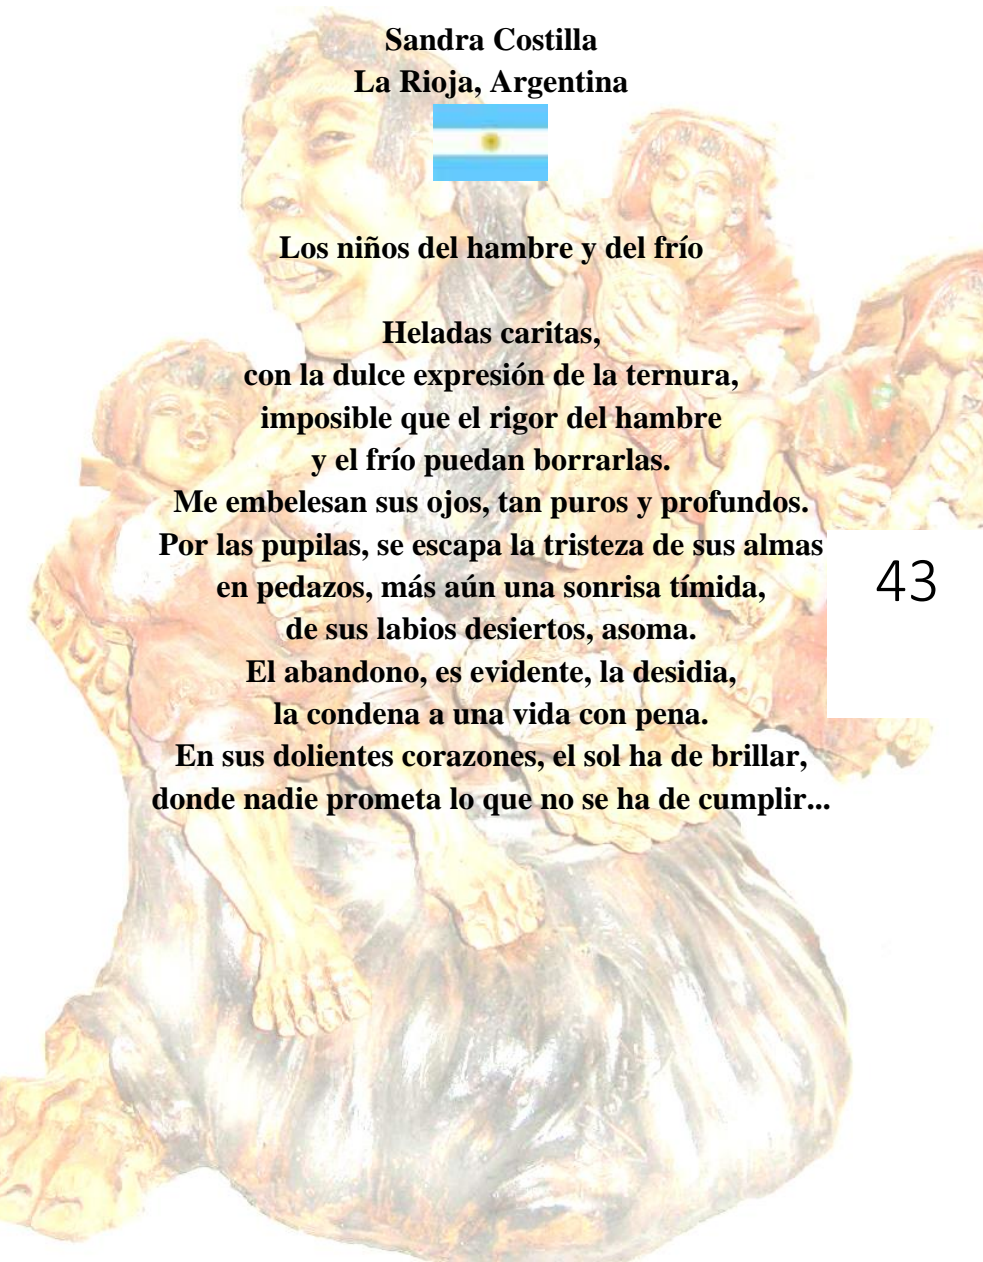 Sandra Costilla
La Rioja, Argentina
Los niños del hambre y del frío
Heladas caritas,
con la dulce expresión de la ternura,
imposible que el rigor del hambre
y el frío puedan borrarlas.
Me embelesan sus ojos, tan puros y profundos.
Por las pupilas, se escapa la tristeza de sus almas
en pedazos, más aún una sonrisa tímida,
de sus labios desiertos, asoma.
El abandono, es evidente, la desidia,
la condena a una vida con pena.
En sus dolientes corazones, el sol ha de brillar,
donde nadie prometa lo que no se ha de cumplir...
43